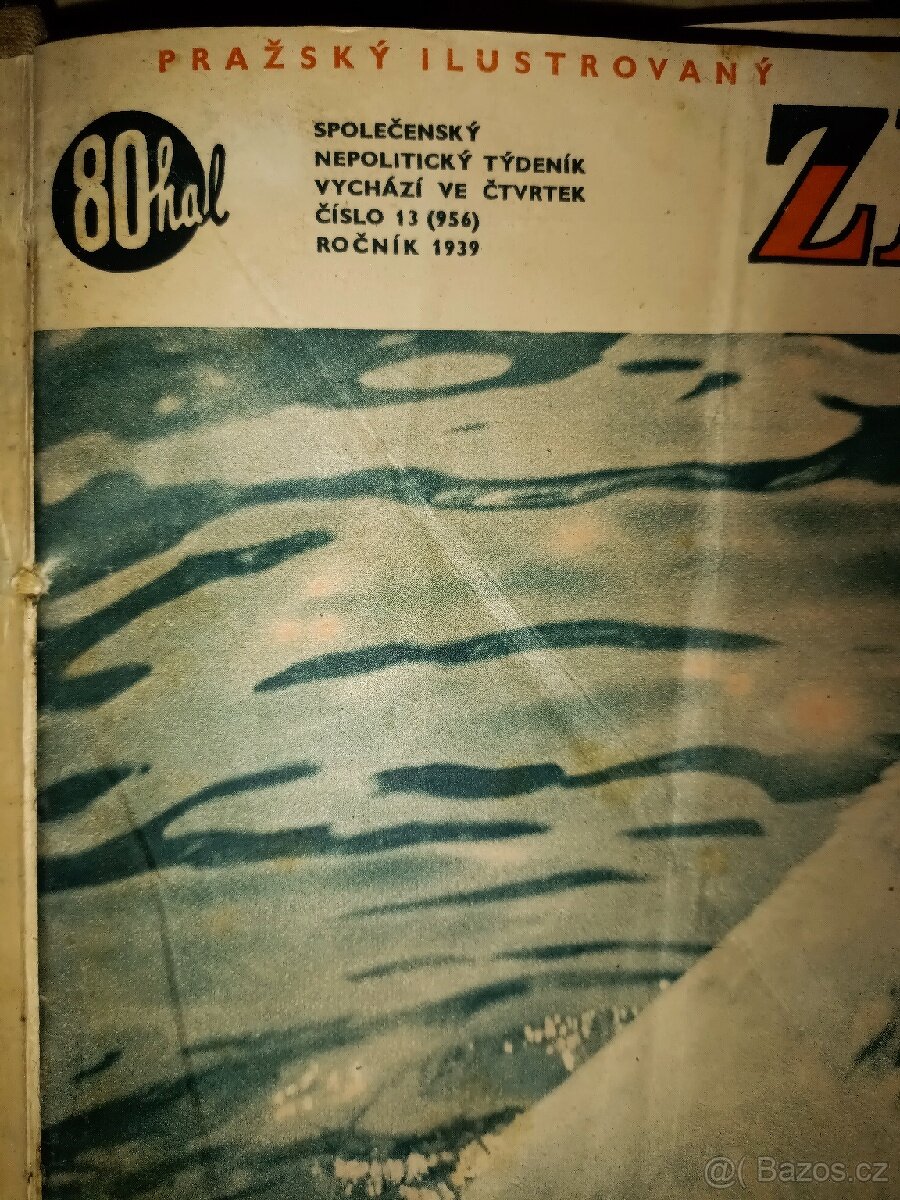 PRAŽSKÝ ILUSTROVANÝ
80 hal
SPOLEČENSKÝ
NEPOLITICKÝ TÝDENÍK
VYCHÁZÍ VE ČTVRTEK
ČÍSLO 13 (956)
ROČNÍK 1939
@( Bazos.cz